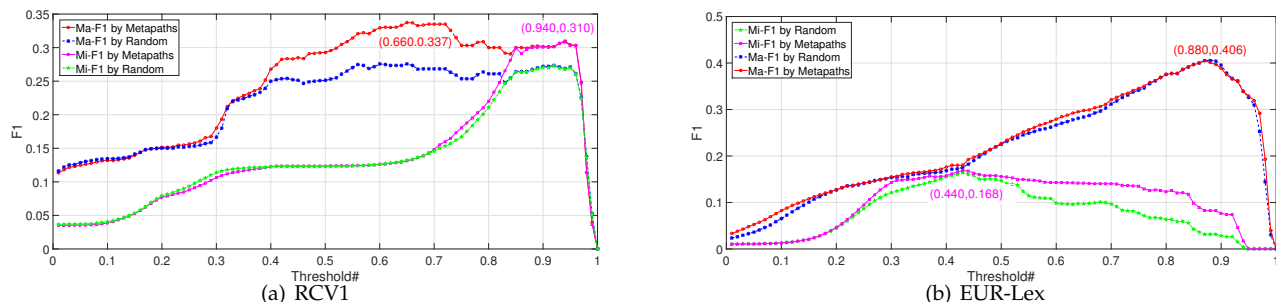 Ma-F1 by Metapaths
Ma-F1 by Random
Mi-F1 by Metapaths
Mi-F1 by Random
(0.660,0.337)
(0.940,0.310)
F1
0.35
0.3
0.25
0.2
0.15
0.1
0.05
0
0 0.1 0.2 0.3 0.4 0.5 0.6 0.7 0.8 0.9 1
Threshold#
(a) RCV1
Mi-F1 by Random
Mi-F1 by Metapaths
Ma-F1 by Random
Ma-F1 by Metapaths
(0.880,0.406)
(0.440,0.168)
F1
0.5
0.4
0.3
0.2
0.1
0
0 0.1 0.2 0.3 0.4 0.5 0.6 0.7 0.8 0.9 1
Threshold#
(b) EUR-Lex